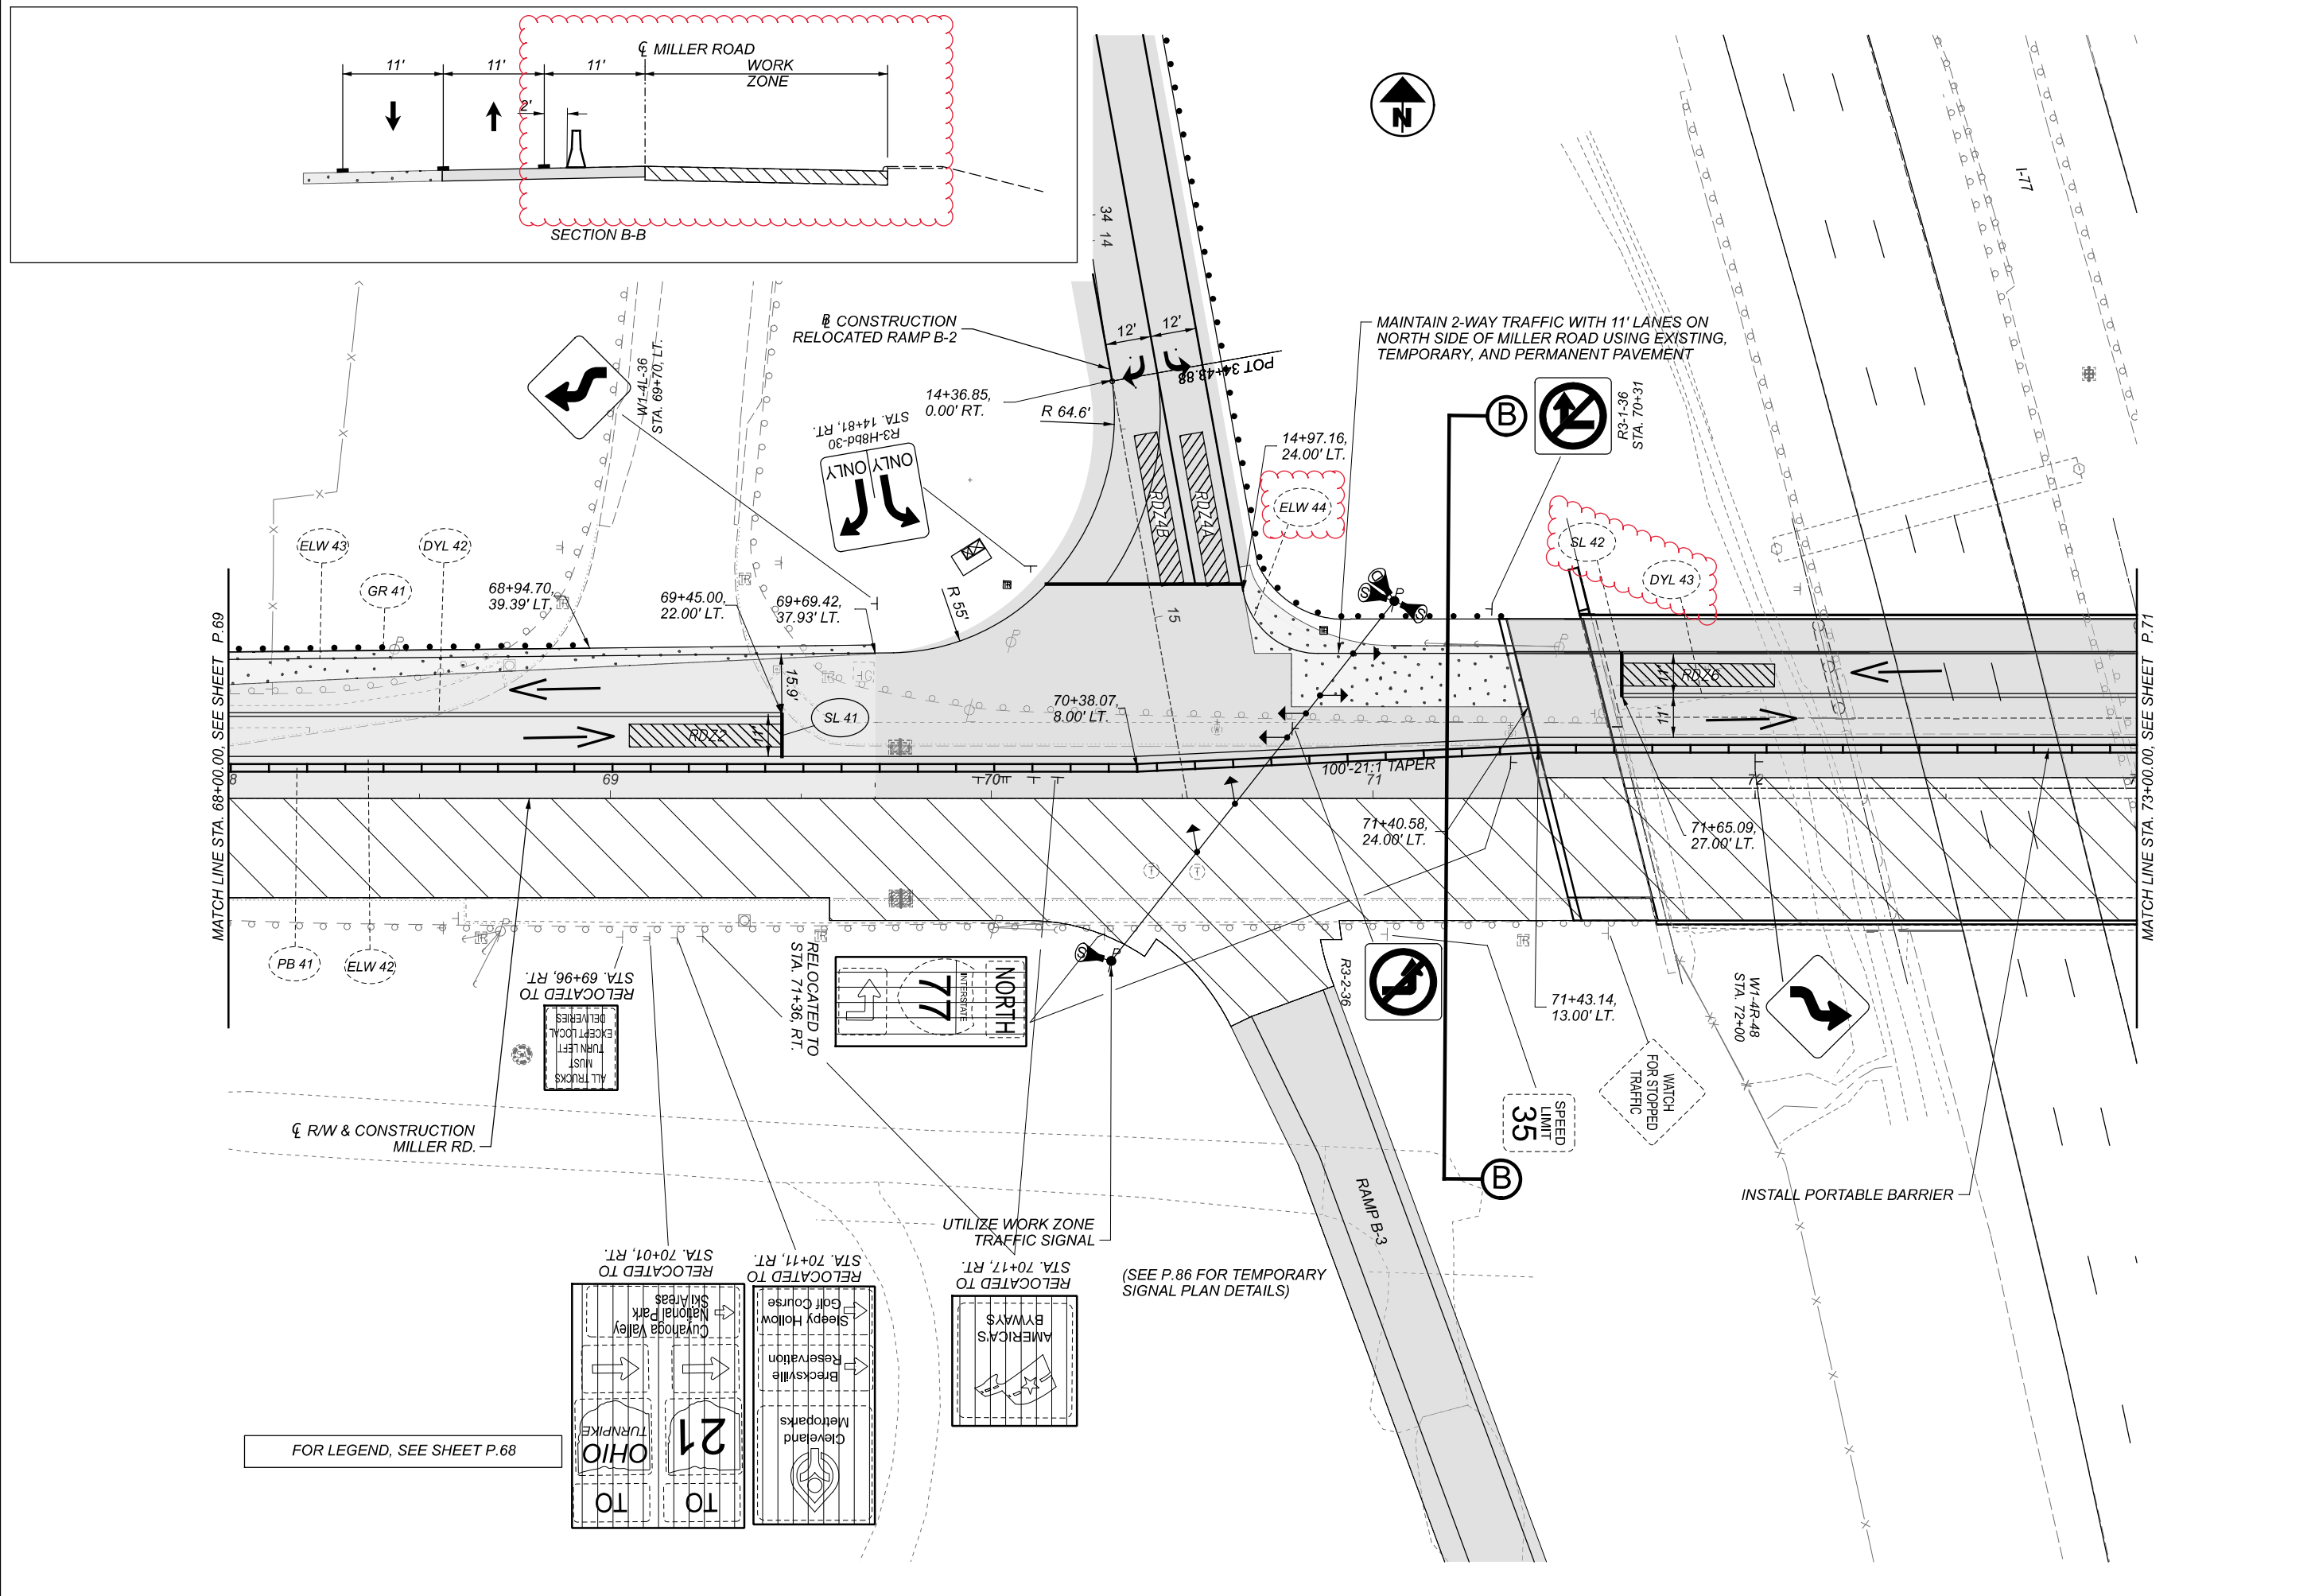 ℄ MILLER ROAD
11'
11'
11'
WORK
ZONE
2'
SECTION B-B
N
I-77
34
14
℄ CONSTRUCTION
RELOCATED RAMP B-2
12'
12'
POT 34+48.88
MAINTAIN 2-WAY TRAFFIC WITH 11' LANES ON
NORTH SIDE OF MILLER ROAD USING EXISTING,
TEMPORARY, AND PERMANENT PAVEMENT
W1-4L-36
STA. 69+70, LT.
14+36.85,
0.00' RT.
R 64.6'
R3-H8bd-30
STA. 14+81, RT.
ONLY
ONLY
B
R3-1-36
STA. 70+31
14+97.16,
24.00' LT.
ELW 44
RDZ4B
RDZ4A
SL 42
DYL 43
ELW 43
DYL 42
GR 41
68+94.70,
39.39' LT.
69+45.00,
22.00' LT.
69+69.42,
37.93' LT.
R 55'
15
S
D
P
S
MATCH LINE STA. 68+00.00, SEE SHEET P.69
MATCH LINE STA. 73+00.00, SEE SHEET P.71
15.9'
SL 41
11'
RDZ2
70+38.07,
8.00' LT.
11'
11'
RDZ6
100'-21:1 TAPER
8
69
70
71
72
7
71+40.58,
24.00' LT.
71+65.09,
27.00' LT.
T
T
PB 41
ELW 42
RELOCATED TO
STA. 69+96, RT.
ALL TRUCKS
MUST
TURN LEFT
EXCEPT LOCAL
DELIVERIES
RELOCATED TO
STA. 71+36, RT.
NORTH
INTERSTATE
77
S
P
R3-2-36
71+43.14,
13.00' LT.
W1-4R-48
STA. 72+00
SPEED
LIMIT
35
WATCH
FOR STOPPED
TRAFFIC
℄ R/W & CONSTRUCTION
MILLER RD.
B
INSTALL PORTABLE BARRIER
RAMP B-3
UTILIZE WORK ZONE
TRAFFIC SIGNAL
(SEE P.86 FOR TEMPORARY
SIGNAL PLAN DETAILS)
RELOCATED TO
STA. 70+01, RT.
TO
TO
OHIO
TURNPIKE
21
Cuyahoga Valley
National Park
Ski Areas
RELOCATED TO
STA. 70+11, RT.
Cleveland
Metroparks
Brecksville
Reservation
Sleepy Hollow
Golf Course
RELOCATED TO
STA. 70+17, RT.
AMERICA'S
BYWAYS
FOR LEGEND, SEE SHEET P.68